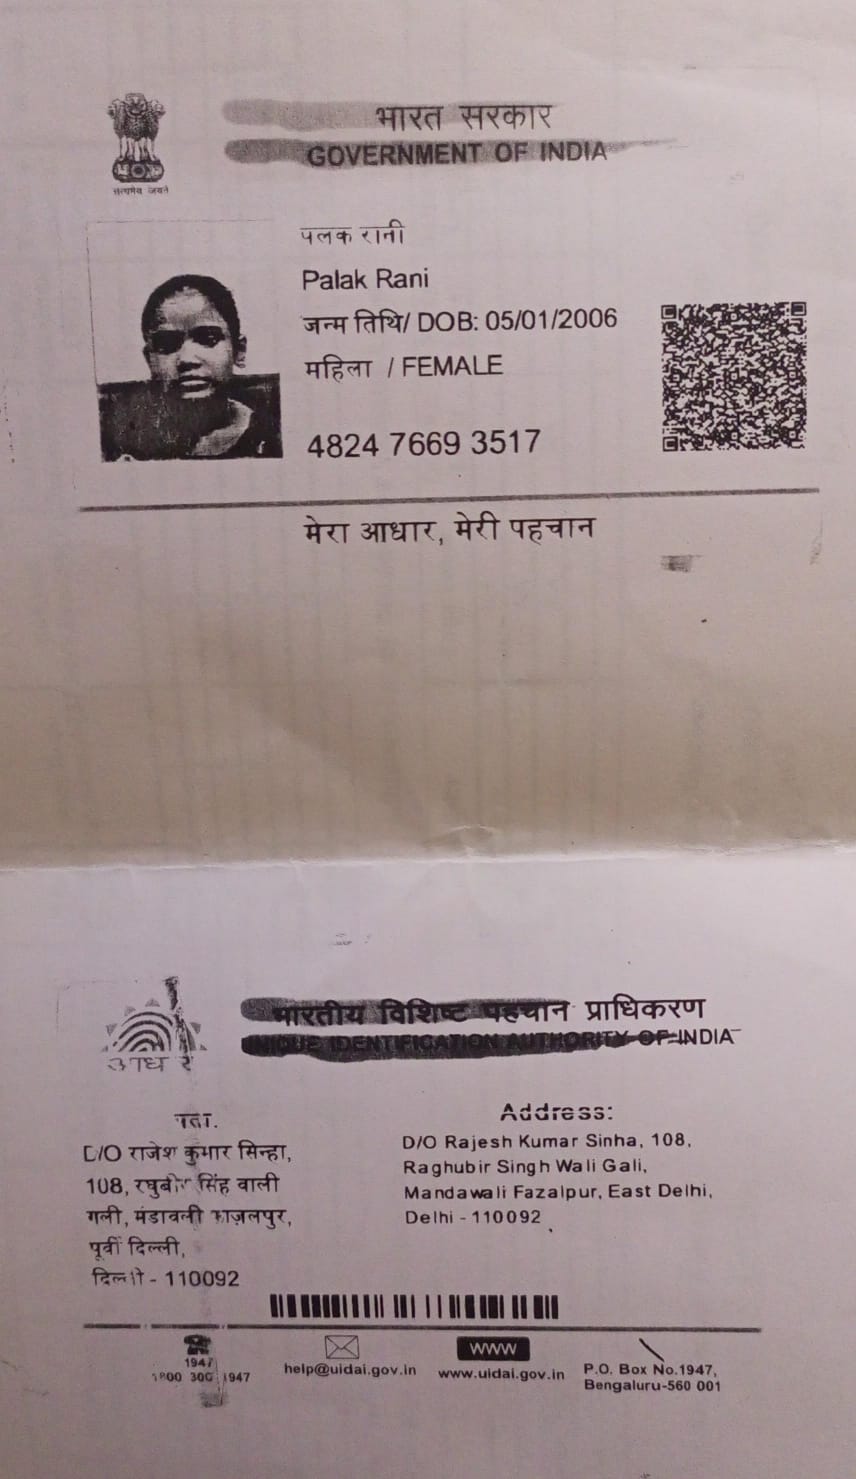 भारत सरकार
GOVERNMENT OF INDIA
सत्यमेव जयते
पलक रानी
Palak Rani
जन्म तिथि/ DOB: 05/01/2006
महिला / FEMALE
4824 7669 3517
मेरा आधार, मेरी पहचान
भारतीय विशिष्ट पहचान प्राधिकरण
UNIQUE IDENTIFICATION AUTHORITY OF INDIA
पता:
D/O राजेश कुमार सिन्हा,
108, रघुबीर सिंह वाली
गली, मंडावली फाज़लपुर,
पूर्वी दिल्ली,
दिल्ली - 110092
Address:
D/O Rajesh Kumar Sinha, 108,
Raghubir Singh Wali Gali,
Mandawali Fazalpur, East Delhi,
Delhi - 110092
1947
1800 300 1947
help@uidai.gov.in
WWW
www.uidai.gov.in
P.O. Box No.1947,
Bengaluru-560 001